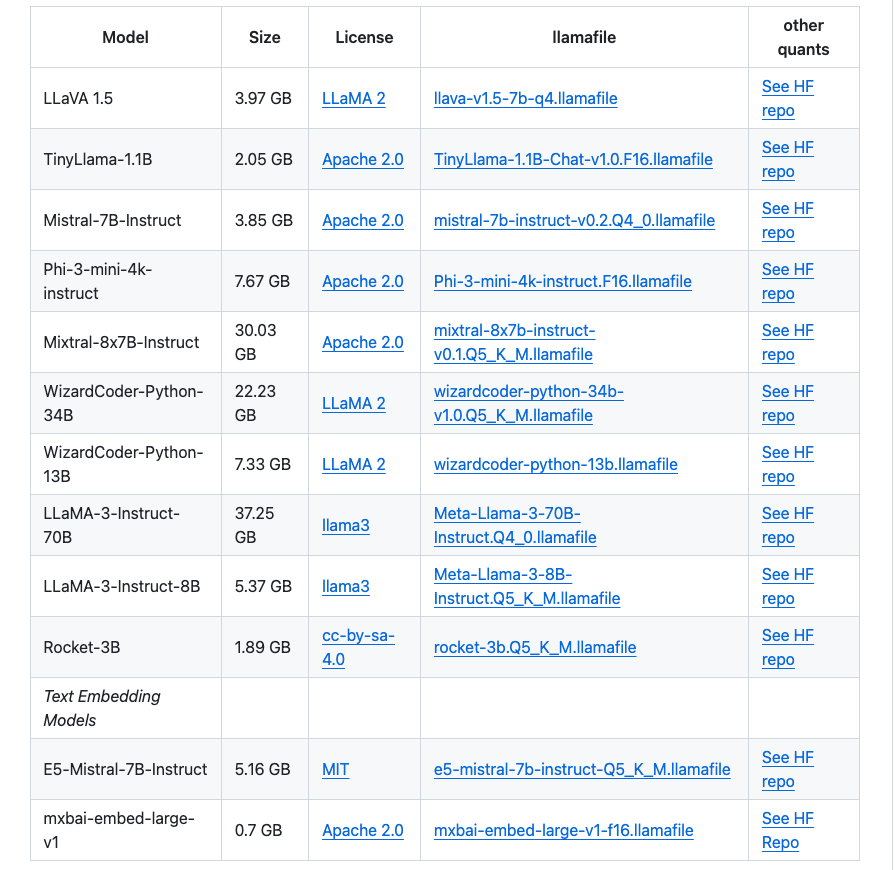 Model Size License llamafile other
quants
LLaVA 1.5 3.97 GB LLaMA 2 llava-v1.5-7b-q4.llamafile See HF
repo
TinyLlama-1.1B 2.05 GB Apache 2.0 TinyLlama-1.1B-Chat-v1.0.F16.llamafile See HF
repo
Mistral-7B-Instruct 3.85 GB Apache 2.0 mistral-7b-instruct-v0.2.Q4_0.llamafile See HF
repo
Phi-3-mini-4k-
instruct 7.67 GB Apache 2.0 Phi-3-mini-4k-instruct.F16.llamafile See HF
repo
Mixtral-8x7B-Instruct 30.03
GB Apache 2.0 mixtral-8x7b-instruct-
v0.1.Q5_K_M.llamafile See HF
repo
WizardCoder-Python-
34B 22.23
GB LLaMA 2 wizardcoder-python-34b-
v1.0.Q5_K_M.llamafile See HF
repo
WizardCoder-Python-
13B 7.33 GB LLaMA 2 wizardcoder-python-13b.llamafile See HF
repo
LLaMA-3-Instruct-
70B 37.25
GB llama3 Meta-Llama-3-70B-
Instruct.Q4_0.llamafile See HF
repo
LLaMA-3-Instruct-8B 5.37 GB llama3 Meta-Llama-3-8B-
Instruct.Q5_K_M.llamafile See HF
repo
Rocket-3B 1.89 GB cc-by-sa-
4.0 rocket-3b.Q5_K_M.llamafile See HF
repo
Text Embedding
Models
E5-Mistral-7B-Instruct 5.16 GB MIT e5-mistral-7b-instruct-Q5_K_M.llamafile See HF
repo
mxbai-embed-large-
v1 0.7 GB Apache 2.0 mxbai-embed-large-v1-f16.llamafile See HF
Repo